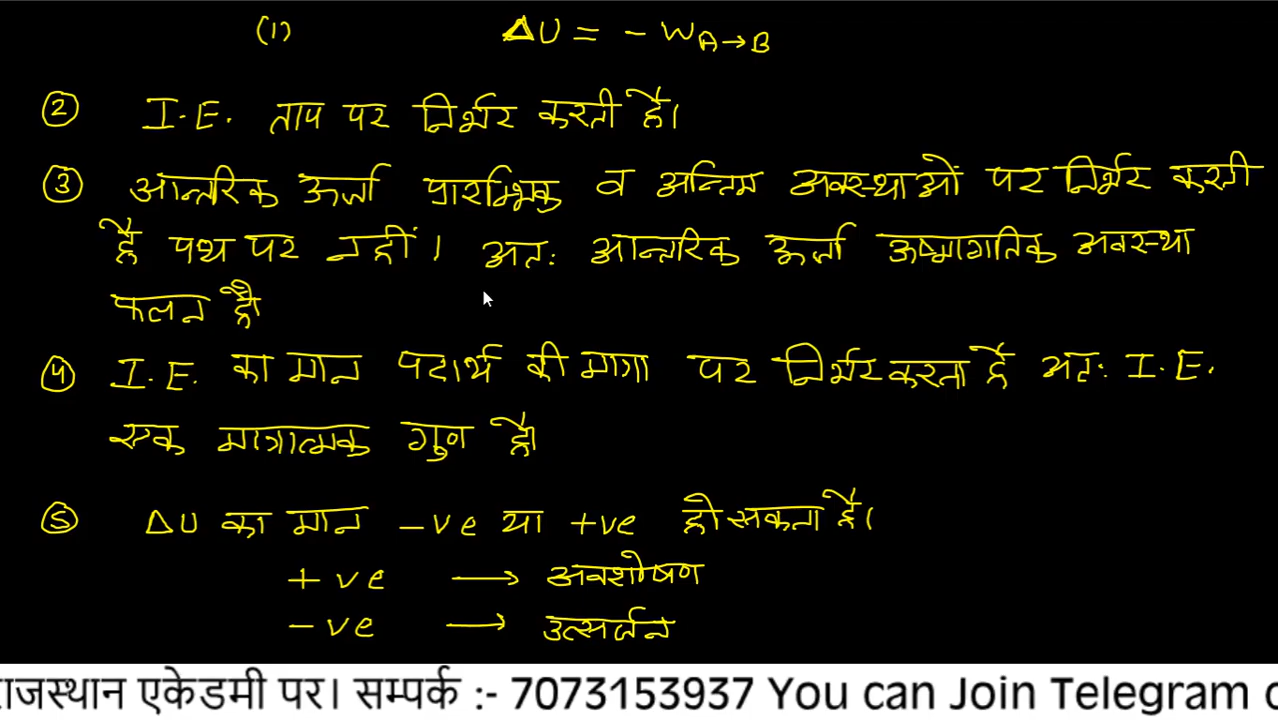 (1) ΔU = - W A→B
② I.E. ताप पर निर्भर करती है।
③ आन्तरिक ऊर्जा प्रारम्भिक व अन्तिम अवस्थाओं पर निर्भर करती
है पथ पर नहीं। अतः आन्तरिक ऊर्जा ऊष्मागतिक अवस्था
फलन है।
④ I.E. का मान पदार्थ की मात्रा पर निर्भर करता है अतः I.E.
एक मात्रात्मक गुण है।
⑤ ΔU का मान -ve या +ve हो सकता है।
+ve → अवशोषण
-ve → उत्सर्जन
राजस्थान एकेडमी पर। सम्पर्क :- 7073153937 You can Join Telegram